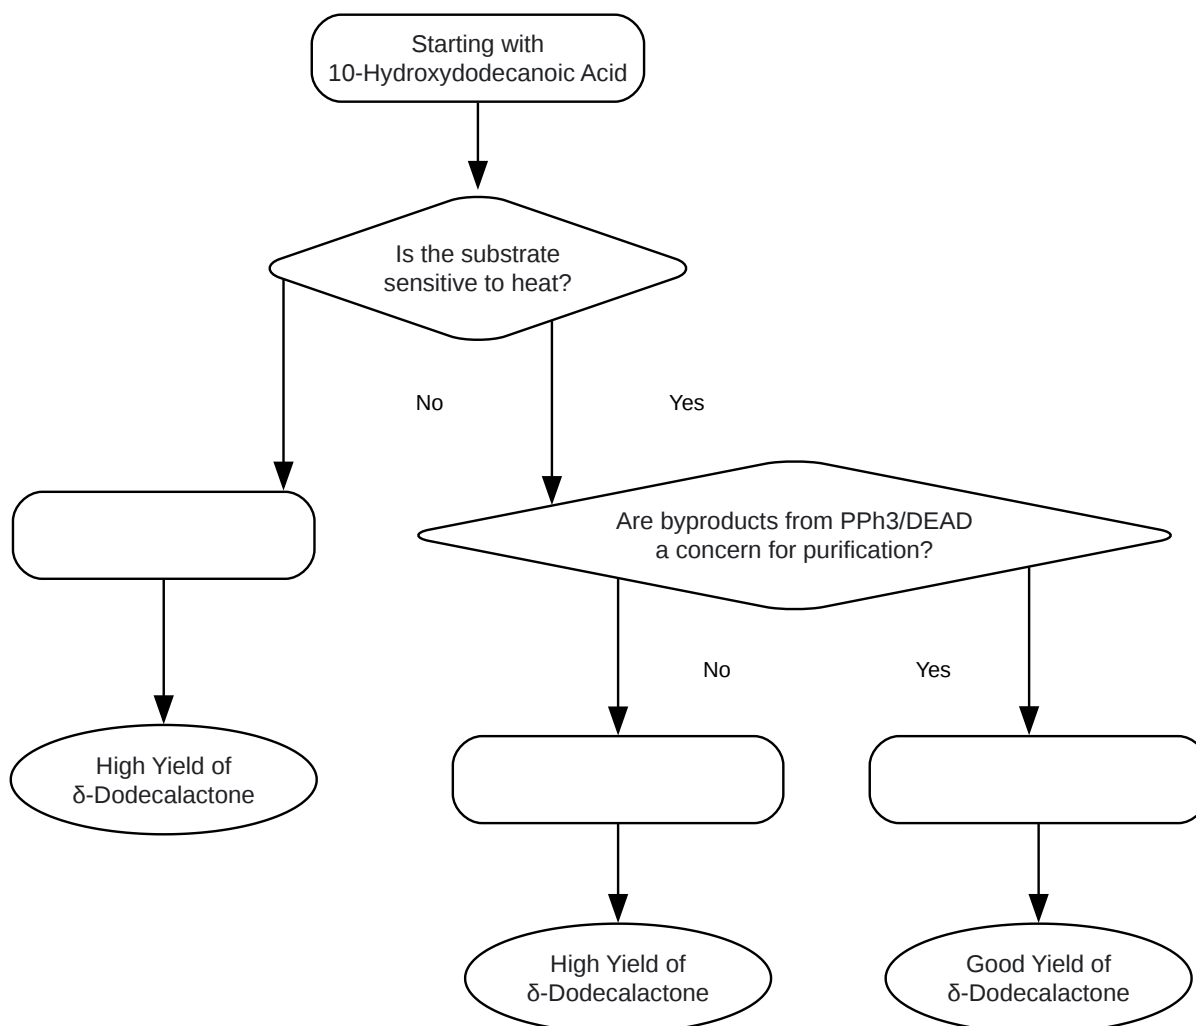 Starting with
10-Hydroxydodecanoic Acid
Is the substrate
sensitive to heat?
No
Yes
Are byproducts from PPh3/DEAD
a concern for purification?
No
Yes
High Yield of
δ-Dodecalactone
High Yield of
δ-Dodecalactone
Good Yield of
δ-Dodecalactone